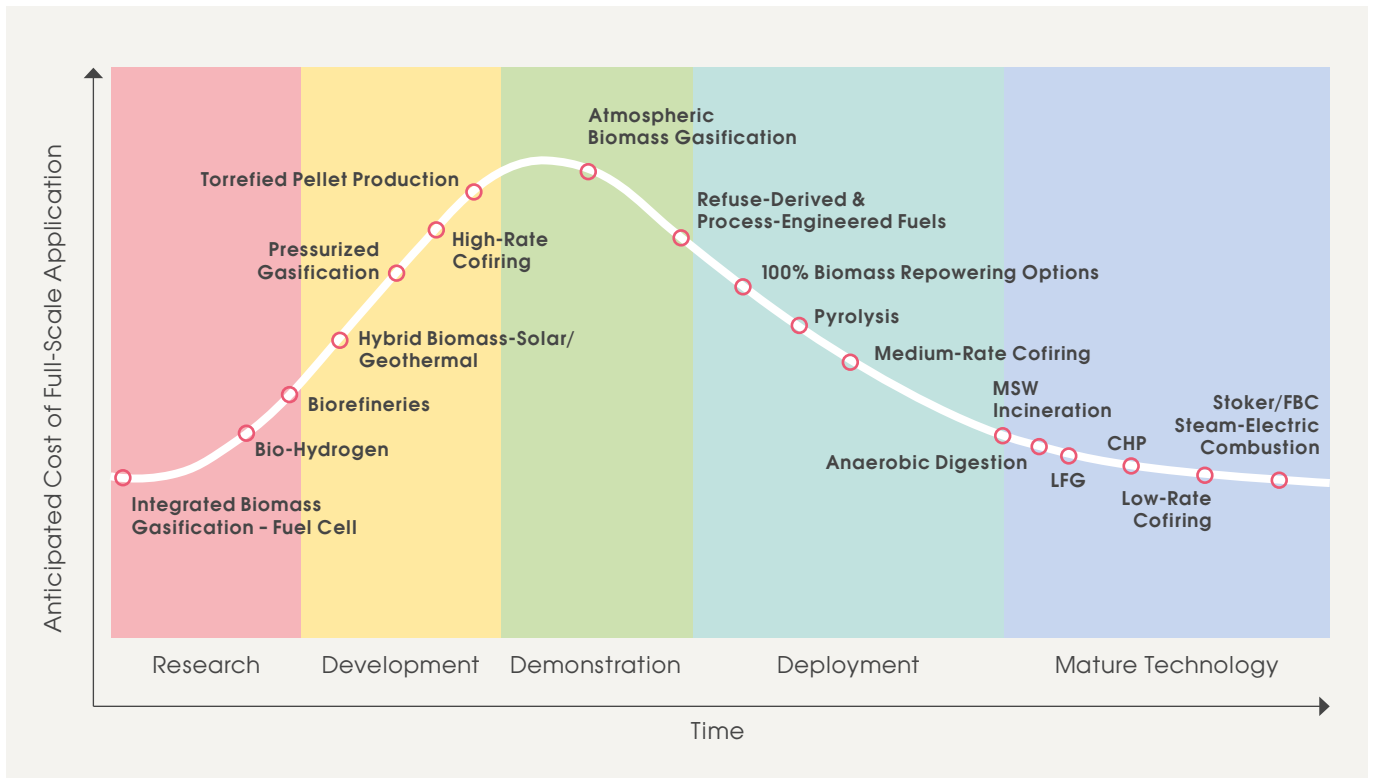 Anticipated Cost of Full-Scale Application
Atmospheric
Biomass Gasification
Torrefied Pellet Production
Refuse-Derived &
Process-Engineered Fuels
High-Rate
Cofiring
Pressurized
Gasification
100% Biomass Repowering Options
Pyrolysis
Hybrid Biomass-Solar/
Geothermal
Medium-Rate Cofiring
MSW
Incineration
Stoker/FBC
Steam-Electric
Combustion
Biorefineries
CHP
Bio-Hydrogen
Anaerobic Digestion
LFG
Low-Rate
Cofiring
Integrated Biomass
Gasification – Fuel Cell
Research
Development
Demonstration
Deployment
Mature Technology
Time